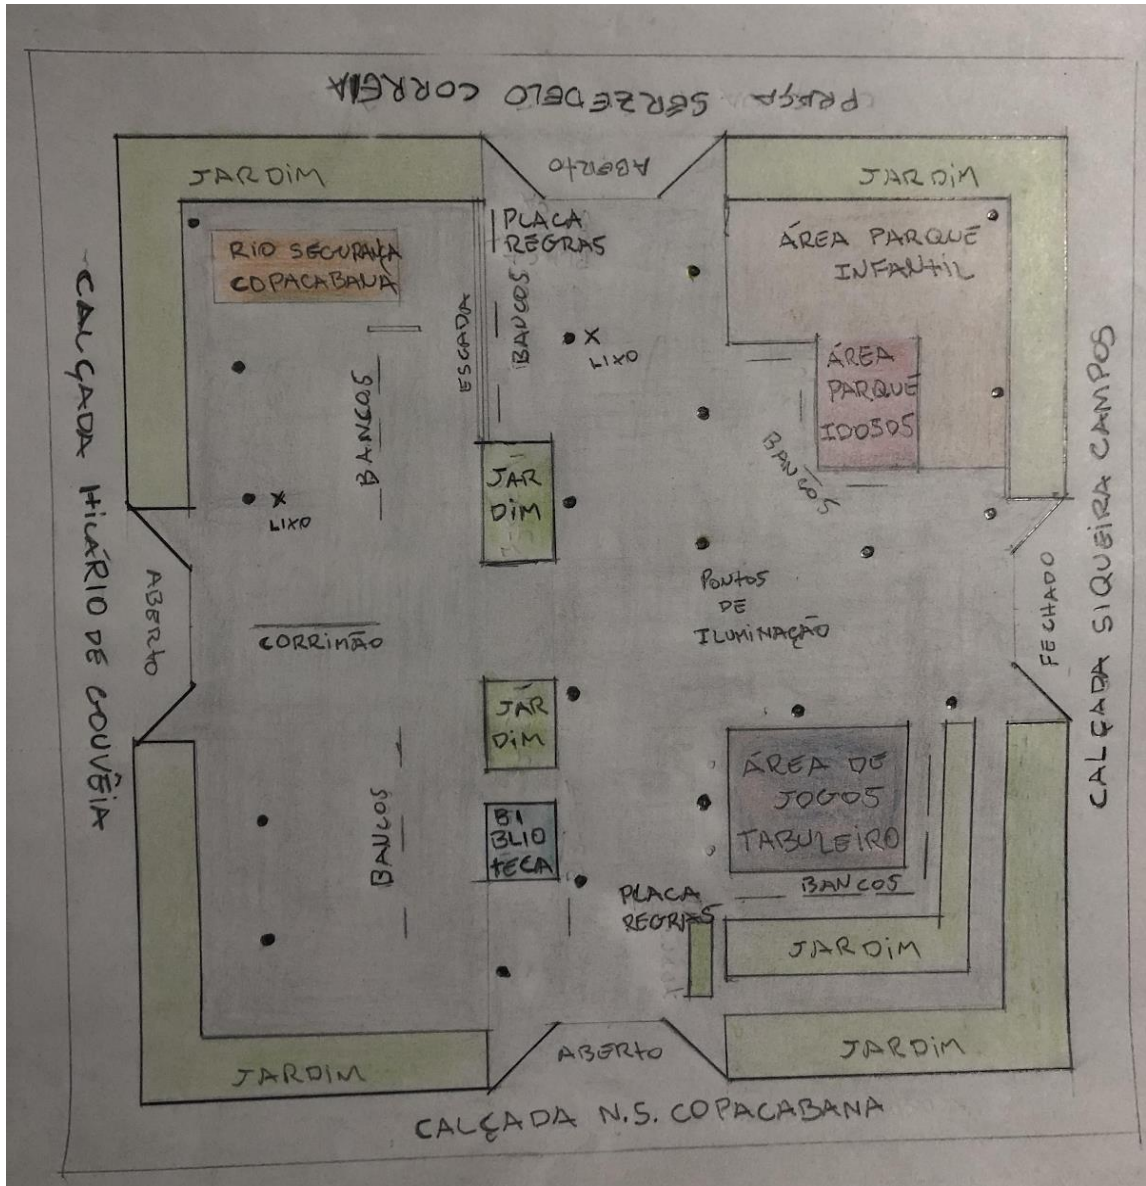 PRAÇA SERZEDELO CORREIA
JARDIM
ABERTO
JARDIM
PLACA
REGRAS
RIO SEGURANÇA
COPACABANA
ÁREA PARQUE
INFANTIL
ESCADA
BANCOS
X
LIXO
BANCOS
ÁREA
PARQUE
IDOSOS
BANCOS
JAR
DIM
X
LIXO
CALÇADA HILÁRIO DE GOUVÊIA
CALÇADA SIQUEIRA CAMPOS
ABERTO
FECHADO
PONTOS
DE
ILUMINAÇÃO
CORRIMÃO
JAR
DIM
BANCOS
BI
BLIO
TECA
ÁREA DE
JOGOS
TABULEIRO
BANCOS
PLACA
REGRAS
JARDIM
JARDIM
ABERTO
JARDIM
CALÇADA N.S. COPACABANA